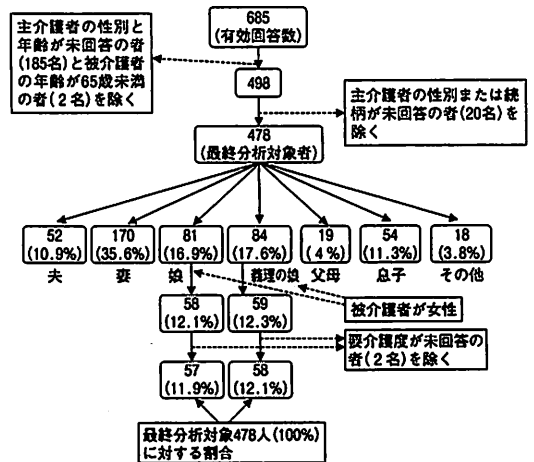 主介護者の性別と
年齢が未回答の者
(185名)と被介護者
の年齢が65歳未満
の者(2名)を除く
685
(有効回答数)
498
主介護者の性別または続
柄が未回答の者(20名)を
除く
478
(最終分析対象者)
52
(10.9%)
夫
170
(35.6%)
妻
81
(16.9%)
娘
84
(17.6%)
義理の娘
19
(4%)
父母
54
(11.3%)
息子
18
(3.8%)
その他
58
(12.1%)
59
(12.3%)
被介護者が女性
要介護度が未回答の
者(2名)を除く
57
(11.9%)
58
(12.1%)
最終分析対象478人(100%)
に対する割合